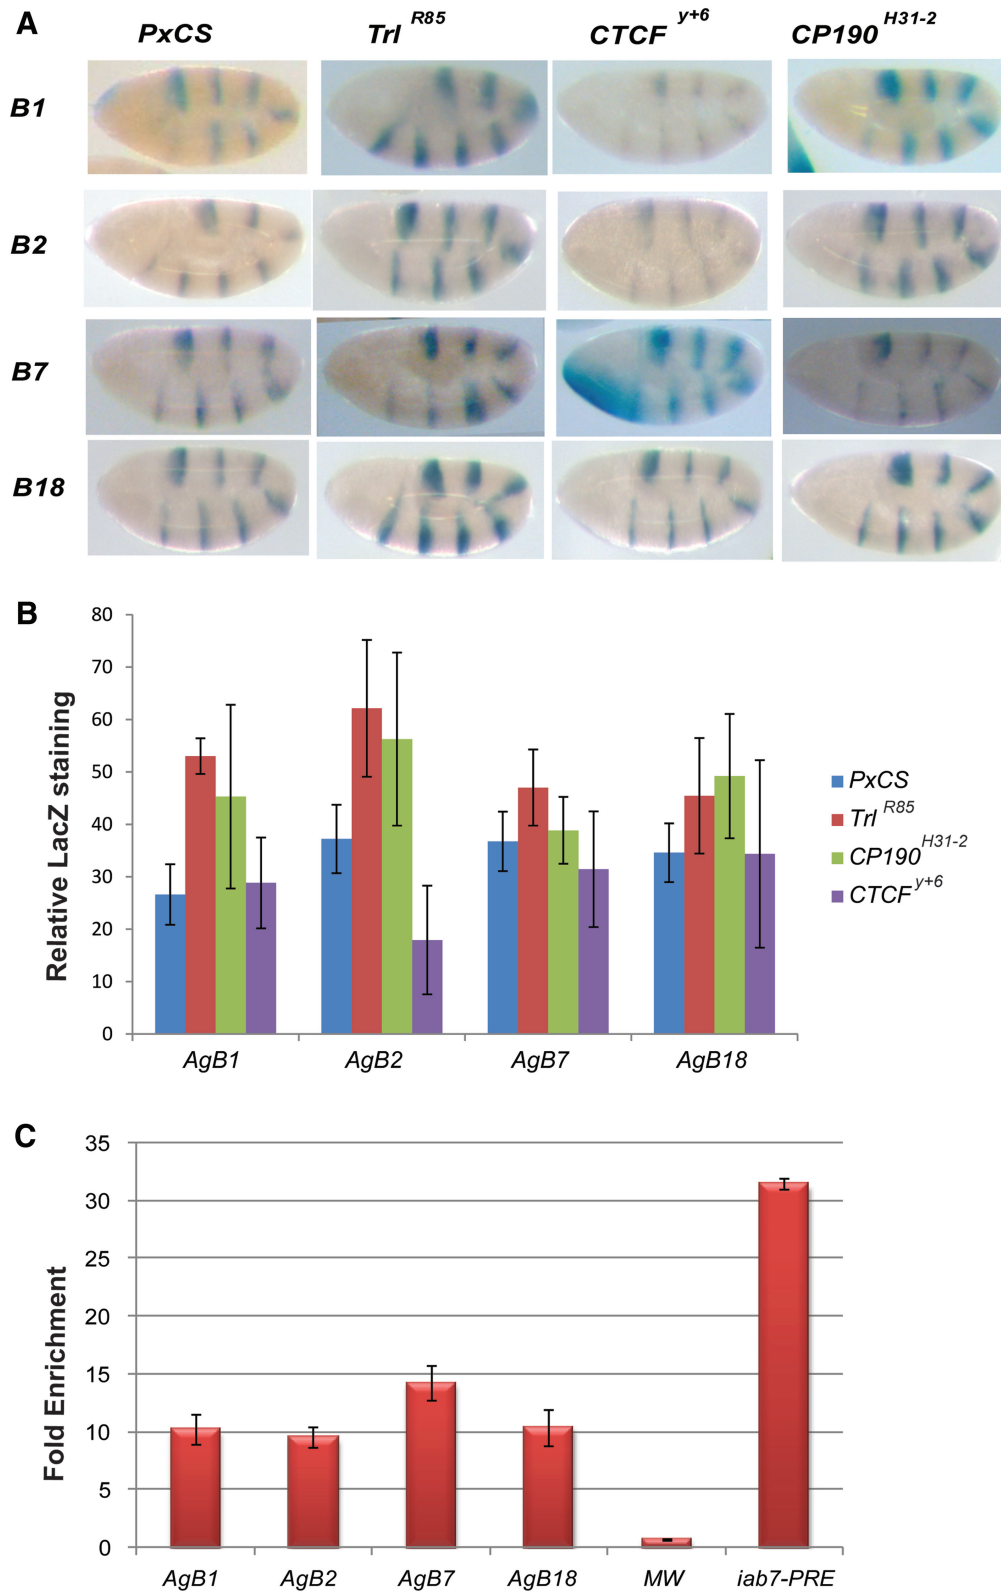 A
PxCS Trl R85 CTCF y+6 CP190 H31-2
B1
B2
B7
B18
B
Relative LacZ staining
80
70
60
50
40
30
20
10
0
AgB1 AgB2 AgB7 AgB18
PxCS
Trl R85
CP190 H31-2
CTCF y+6
C
Fold Enrichment
35
30
25
20
15
10
5
0
AgB1 AgB2 AgB7 AgB18 MW iab7-PRE